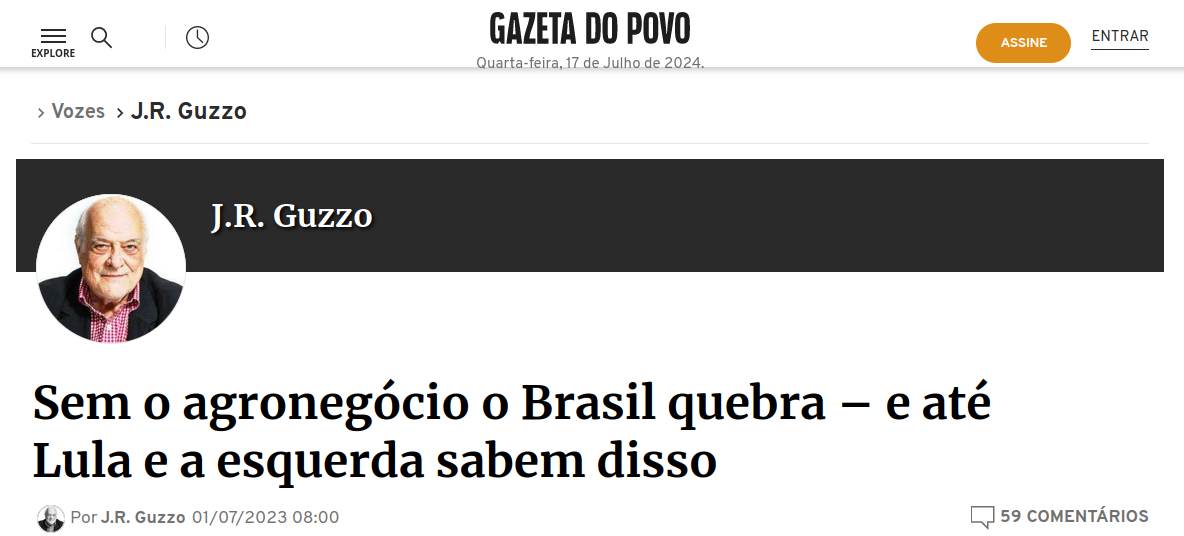 EXPLORE
GAZETA DO POVO
Quarta-feira, 17 de Julho de 2024.
ASSINE
ENTRAR
› Vozes › J.R. Guzzo
J.R. Guzzo
Sem o agronegócio o Brasil quebra – e até
Lula e a esquerda sabem disso
Por J.R. Guzzo 01/07/2023 08:00
59 COMENTÁRIOS